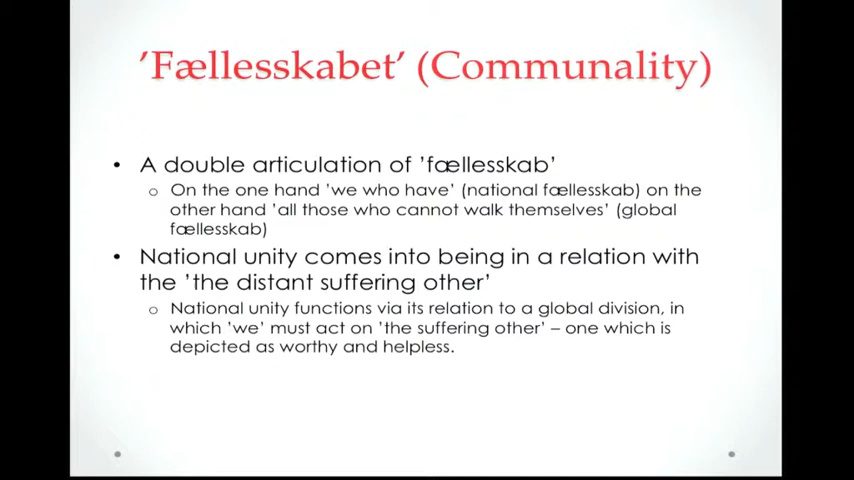 ’Fællesskabet’ (Communality)
• A double articulation of ’fællesskab’
o On the one hand ’we who have’ (national fællesskab) on the
other hand ’all those who cannot walk themselves’ (global
fællesskab)
• National unity comes into being in a relation with
the ’the distant suffering other’
o National unity functions via its relation to a global division, in
which ’we’ must act on ’the suffering other’ – one which is
depicted as worthy and helpless.